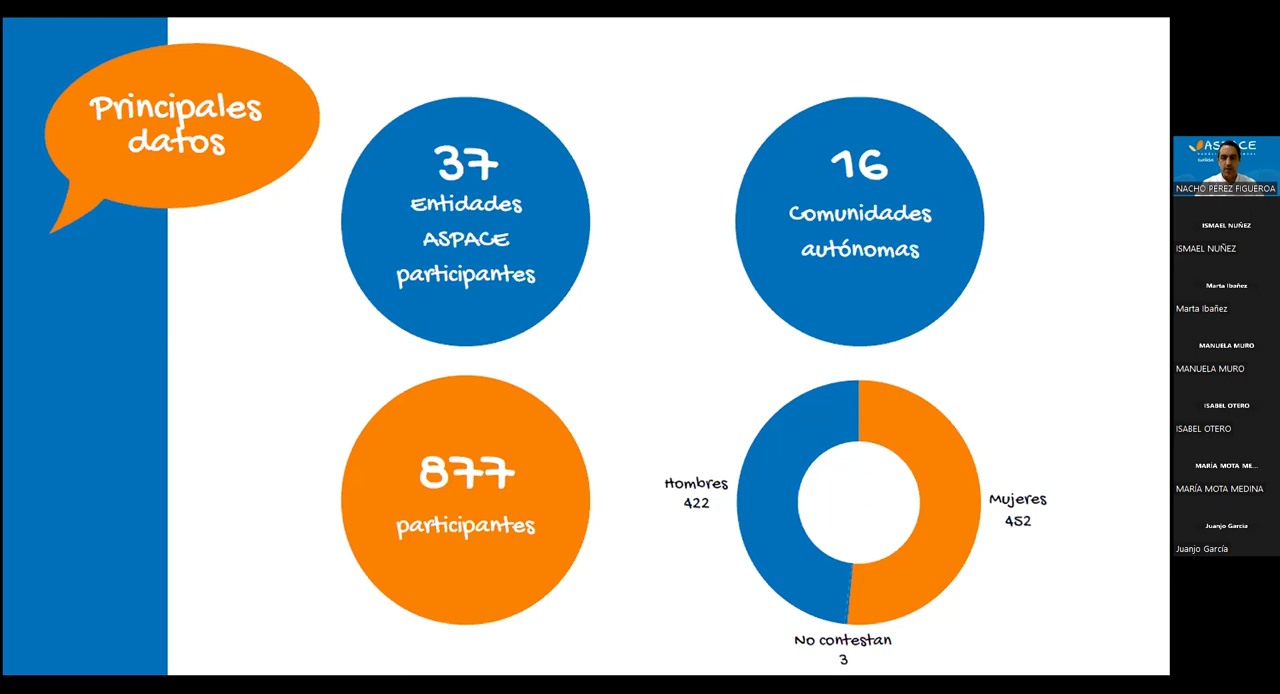 Principales
datos
37
Entidades
ASPACE
participantes
16
Comunidades
autónomas
877
participantes
Hombres
422
Mujeres
452
No contestan
3
ASPACE
NACHO PEREZ FIGUEROA
ISMAEL NUÑEZ
ISMAEL NUÑEZ
Marta Ibañez
Marta Ibañez
MANUELA MURO
MANUELA MURO
ISABEL OTERO
ISABEL OTERO
MARÍA MOTA ME...
MARÍA MOTA MEDINA
Juanjo García
Juanjo García